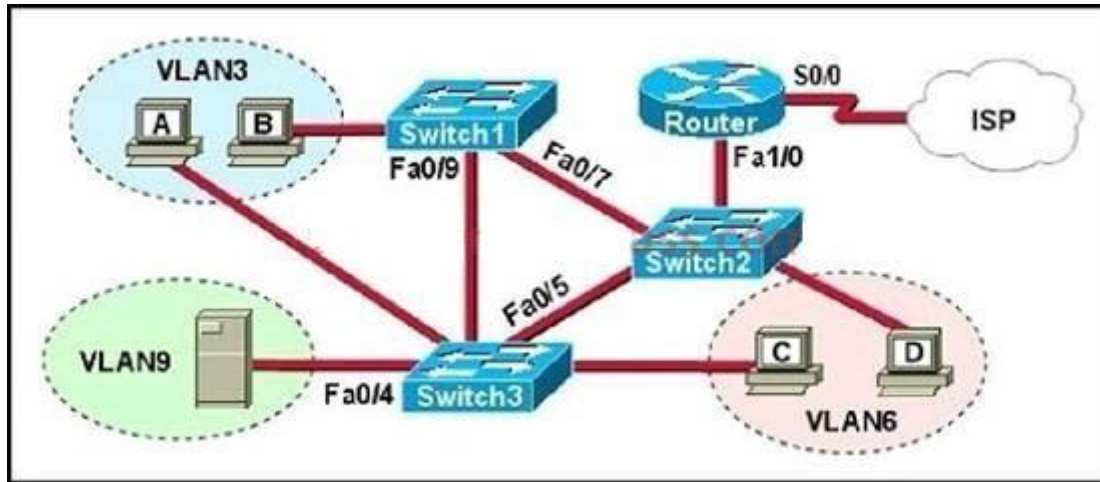 VLAN3
A
B
Switch1
Fa0/9
Fa0/7
Router
S0/0
ISP
Fa1/0
Switch2
Fa0/5
VLAN9
Fa0/4
Switch3
C
D
VLAN6